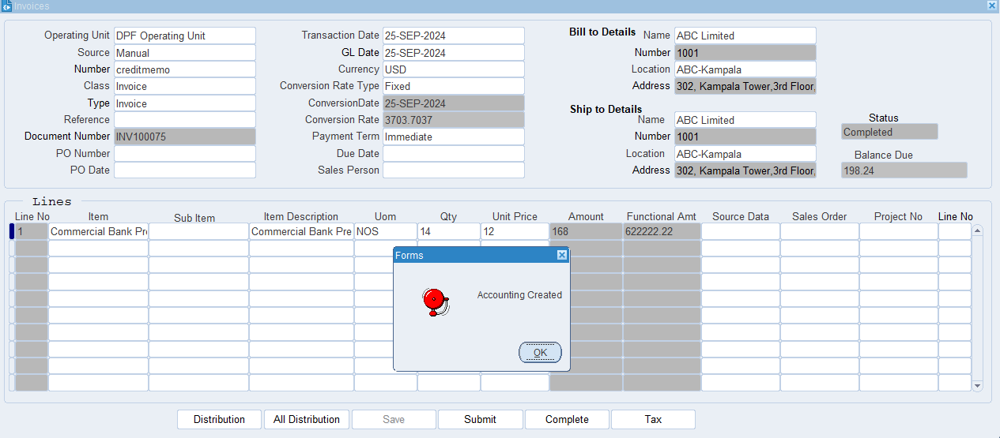 Invoices
Operating Unit DPF Operating Unit Transaction Date 25-SEP-2024 Bill to Details Name ABC Limited
Source Manual GL Date 25-SEP-2024 Number 1001
Number creditmemo Currency USD Location ABC-Kampala
Class Invoice Conversion Rate Type Fixed Address 302, Kampala Tower,3rd Floor,
Type Invoice ConversionDate 25-SEP-2024 Ship to Details
Reference Conversion Rate 3703.7037 Name ABC Limited Status
Document Number INV100075 Payment Term Immediate Number 1001 Completed
PO Number Due Date Location ABC-Kampala Balance Due
PO Date Sales Person Address 302, Kampala Tower,3rd Floor, 198.24
Lines
Line No Item Sub Item Item Description Uom Qty Unit Price Amount Functional Amt Source Data Sales Order Project No Line No
1 Commercial Bank Pre Commercial Bank Pre NOS 14 12 168 622222.22
Forms
Accounting Created
OK
Distribution All Distribution Save Submit Complete Tax